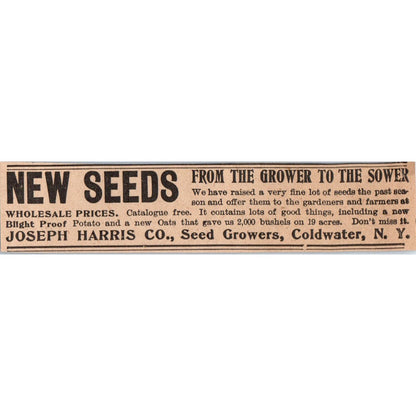 NEW SEEDS
FROM THE GROWER TO THE SOWER
We have raised a very fine lot of seeds the past sea-
son and offer them to the gardeners and farmers at
WHOLESALE PRICES. Catalogue free. It contains lots of good things, including a new
Blight Proof Potato and a new Oats that gave us 2,000 bushels on 19 acres. Don't miss it.
JOSEPH HARRIS CO., Seed Growers, Coldwater, N. Y.